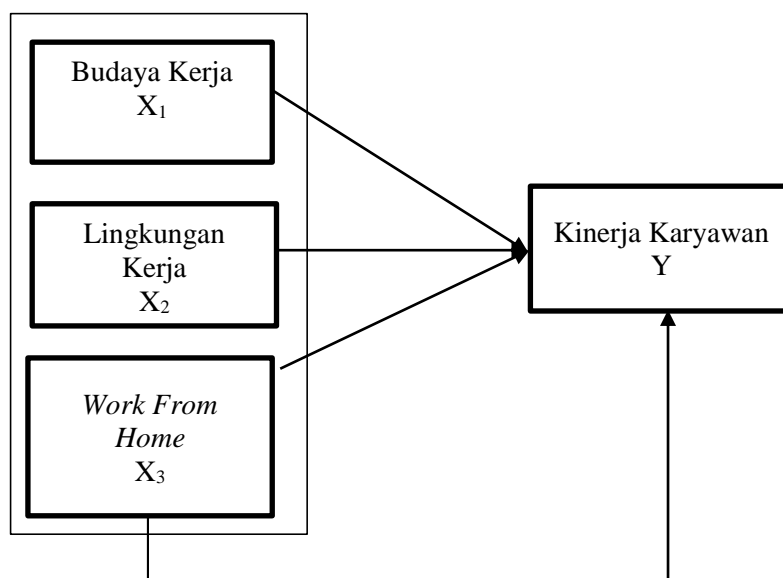 Budaya Kerja
X₁
Lingkungan
Kerja
X₂
Work From
Home
X₃
Kinerja Karyawan
Y